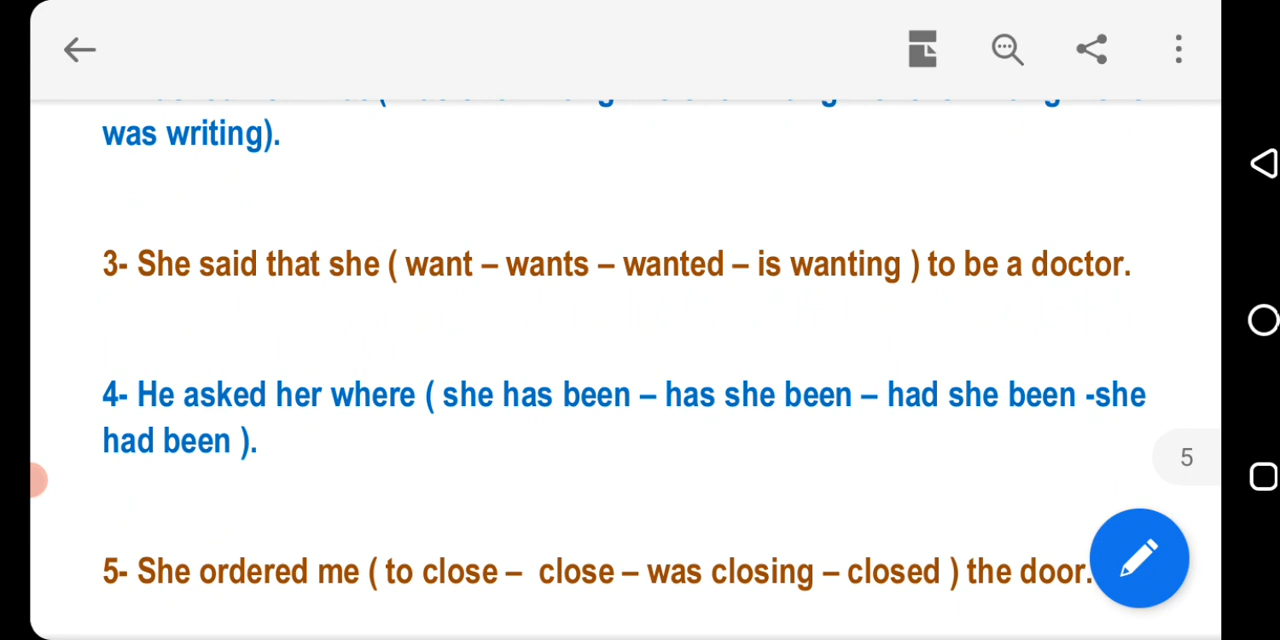 was writing).
3- She said that she ( want – wants – wanted – is wanting ) to be a doctor.
4- He asked her where ( she has been – has she been – had she been -she
had been ).
5
5- She ordered me ( to close – close – was closing – closed ) the door.